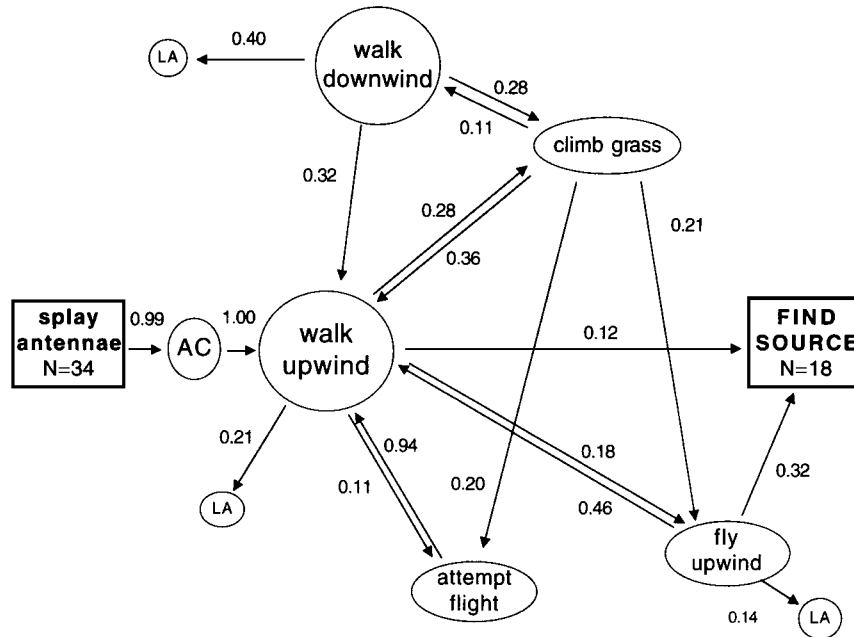 LA
0.40
walk
downwind
0.28
0.11
climb grass
0.32
0.28
0.36
0.21
splay
antennae
N=34
0.99
AC
1.00
walk
upwind
0.12
FIND
SOURCE
N=18
0.21
LA
0.94
0.11
0.20
0.18
0.46
0.32
fly
upwind
attempt
flight
0.14
LA